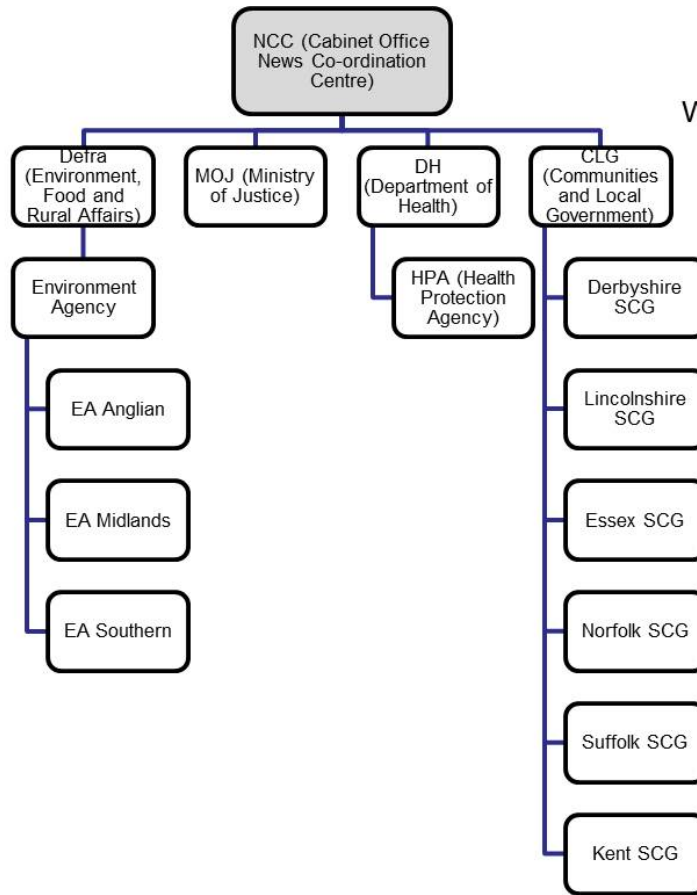 NCC (Cabinet Office
News Co-ordination
Centre)
W
Defra
(Environment,
Food and
Rural Affairs)
MOJ (Ministry
of Justice)
DH
(Department of
Health)
CLG
(Communities
and Local
Government)
Environment
Agency
HPA (Health
Protection
Agency)
Derbyshire
SCG
EA Anglian
Lincolnshire
SCG
EA Midlands
Essex SCG
EA Southern
Norfolk SCG
Suffolk SCG
Kent SCG